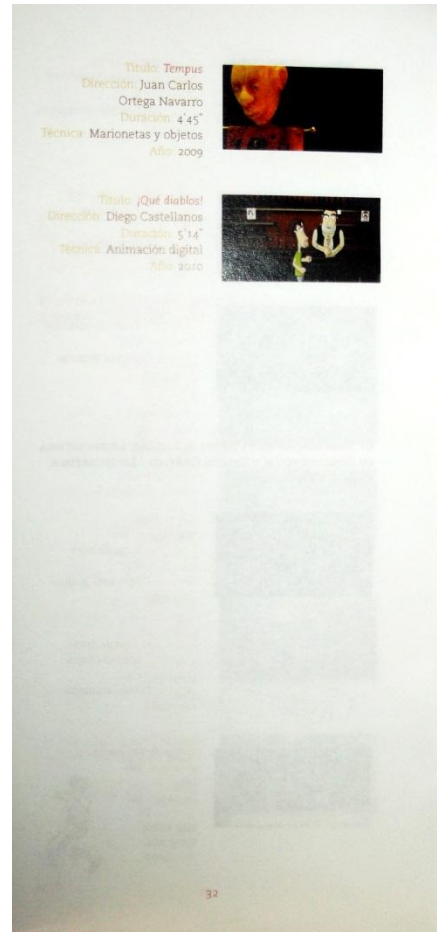 Título: Tempus
Dirección: Juan Carlos
Ortega Navarro
Duración: 4'45"
Técnica: Marionetas y objetos
Año: 2009
Título: ¡Qué diablos!
Dirección: Diego Castellanos
Duración: 5'14"
Técnica: Animación digital
Año: 2010
32